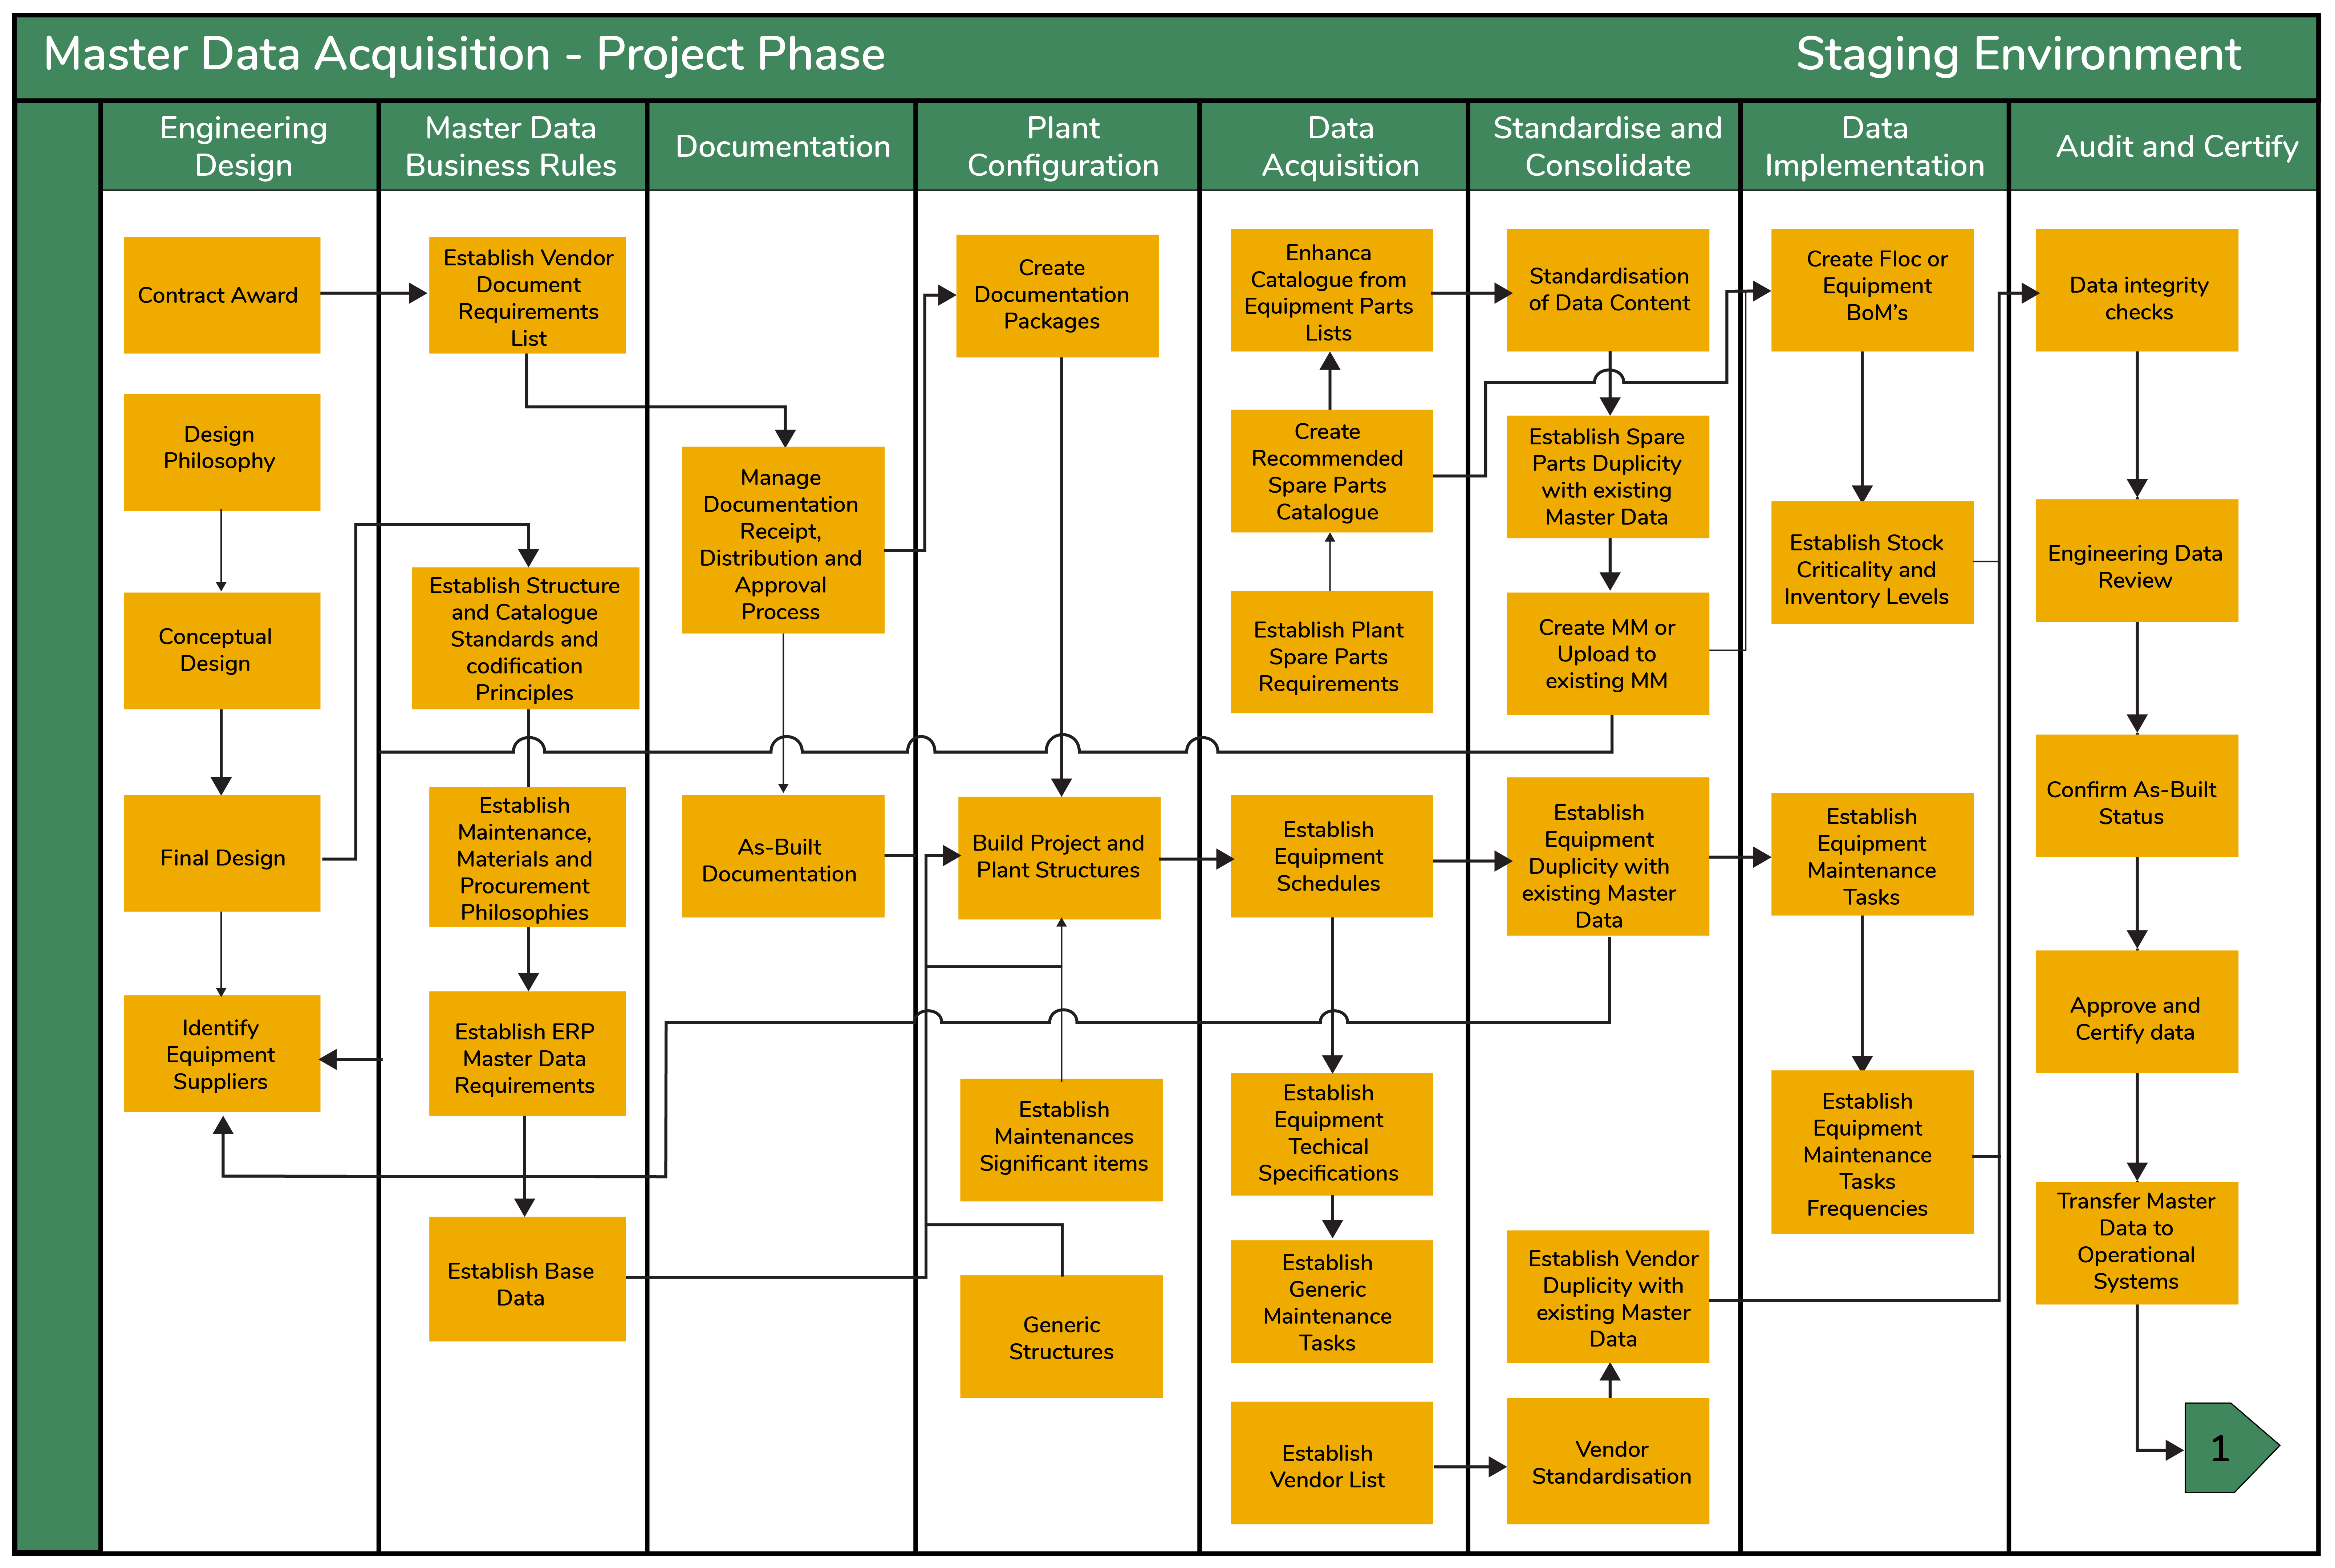 Master Data Acquisition - Project Phase
Staging Environment
Engineering
Design
Master Data
Business Rules
Documentation
Plant
Configuration
Data
Acquisition
Standardise and
Consolidate
Data
Implementation
Audit and Certify
Contract Award
Design
Philosophy
Conceptual
Design
Final Design
Identify
Equipment
Suppliers
Establish Vendor
Document
Requirements
List
Establish Structure
and Catalogue
Standards and
codification
Principles
Establish
Maintenance,
Materials and
Procurement
Philosophies
Establish ERP
Master Data
Requirements
Establish Base
Data
Manage
Documentation
Receipt,
Distribution and
Approval
Process
As-Built
Documentation
Create
Documentation
Packages
Build Project and
Plant Structures
Establish
Maintenances
Significant items
Generic
Structures
Enhanca
Catalogue from
Equipment Parts
Lists
Create
Recommended
Spare Parts
Catalogue
Establish Plant
Spare Parts
Requirements
Establish
Equipment
Schedules
Establish
Equipment
Techical
Specifications
Establish
Generic
Maintenance
Tasks
Establish
Vendor List
Standardisation
of Data Content
Establish Spare
Parts Duplicity
with existing
Master Data
Create MM or
Upload to
existing MM
Establish
Equipment
Duplicity with
existing Master
Data
Establish Vendor
Duplicity with
existing Master
Data
Vendor
Standardisation
Create Floc or
Equipment
BoM’s
Establish Stock
Criticality and
Inventory Levels
Establish
Equipment
Maintenance
Tasks
Establish
Equipment
Maintenance
Tasks
Frequencies
Data integrity
checks
Engineering Data
Review
Confirm As-Built
Status
Approve and
Certify data
Transfer Master
Data to
Operational
Systems
1